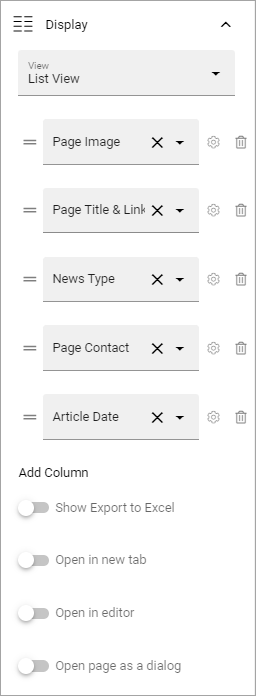 Display
View
List View
Page Image
Page Title & Link
News Type
Page Contact
Article Date
Add Column
Show Export to Excel
Open in new tab
Open in editor
Open page as a dialog